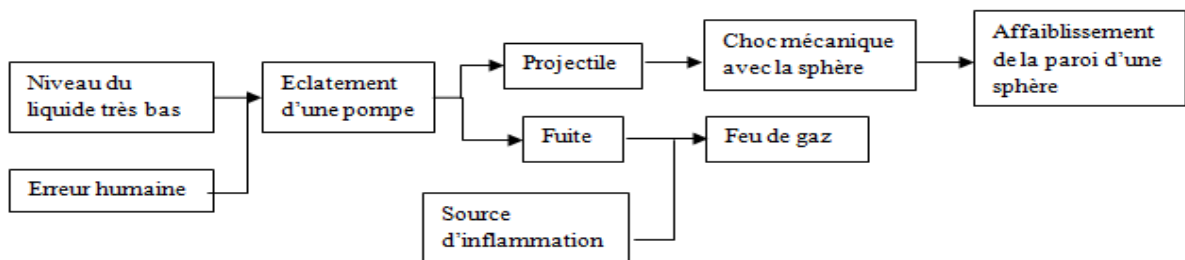 Niveau du
liquide très bas
Erreur humaine
Eclatement
d'une pompe
Projectile
Fuite
Source
d'inflammation
Choc mécanique
avec la sphère
Feu de gaz
Affaiblissement
de la paroi d'une
sphère